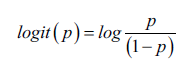 logit(p) = log p/(1−p)